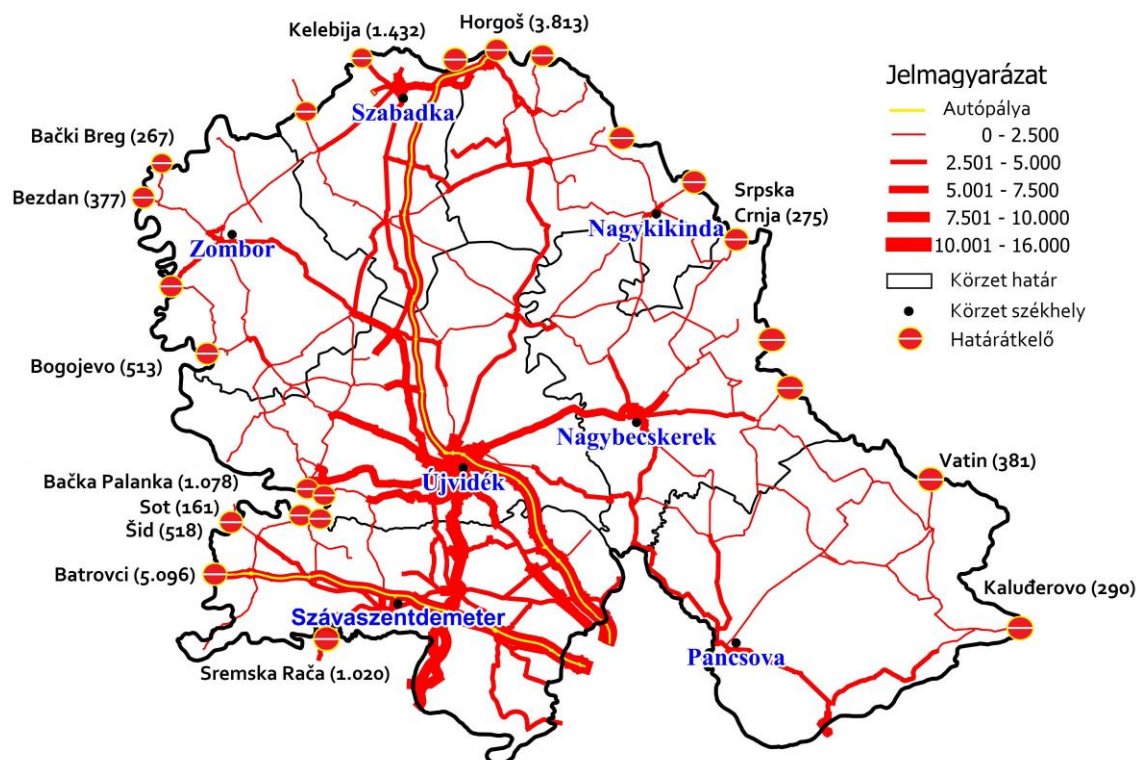 Horgoš (3.813)
Kelebija (1.432)
Szabadka
Bački Breg (267)
Bezdan (377)
Zombor
Nagykikinda
Srpska
Crnja (275)
Bogojevo (513)
Nagybecskerek
Újvidék
Bačka Palanka (1.078)
Sot (161)
Šid (518)
Vatin (381)
Batrovci (5.096)
Kaluđerovo (290)
Szávaszentdemeter
Pancsova
Sremska Rača (1.020)
Jelmagyarázat
Autópálya
0 - 2.500
2.501 - 5.000
5.001 - 7.500
7.501 - 10.000
10.001 - 16.000
Körzet határ
Körzet székhely
Határátkelő